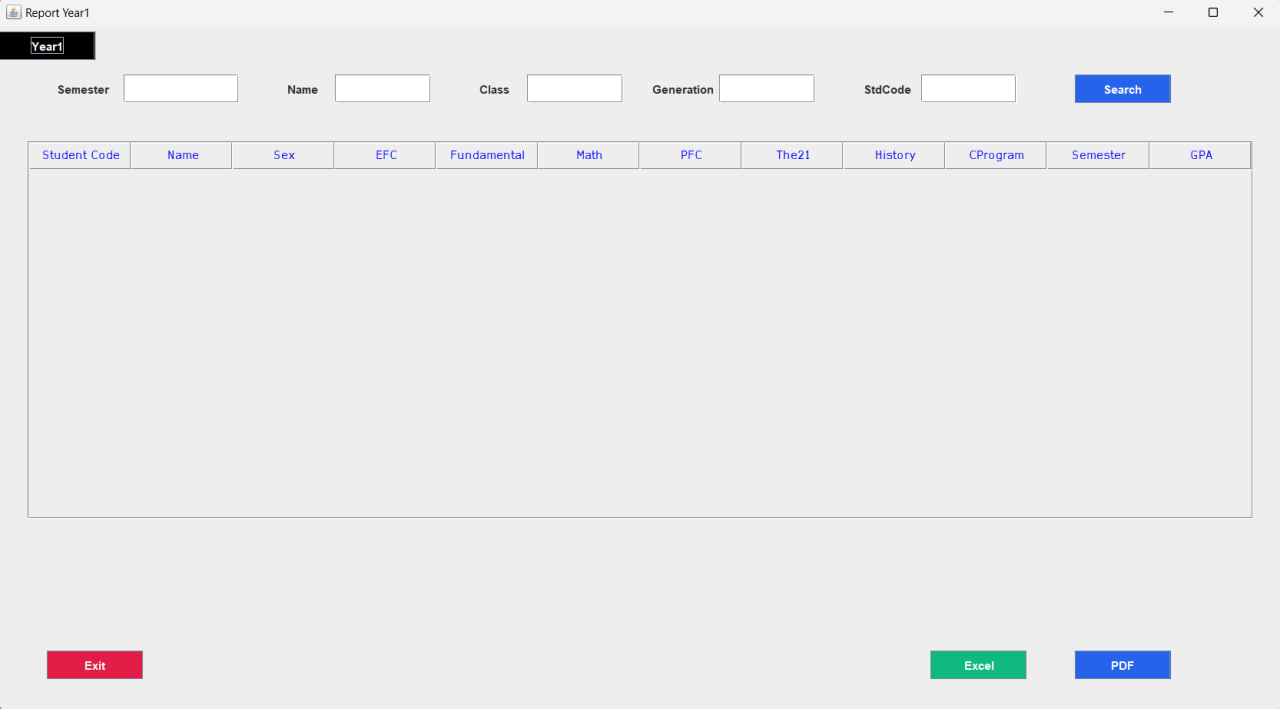 Report Year1
Year1
Semester Name Class Generation StdCode Search
Student Code Name Sex EFC Fundamental Math PFC The21 History CProgram Semester GPA
Exit Excel PDF